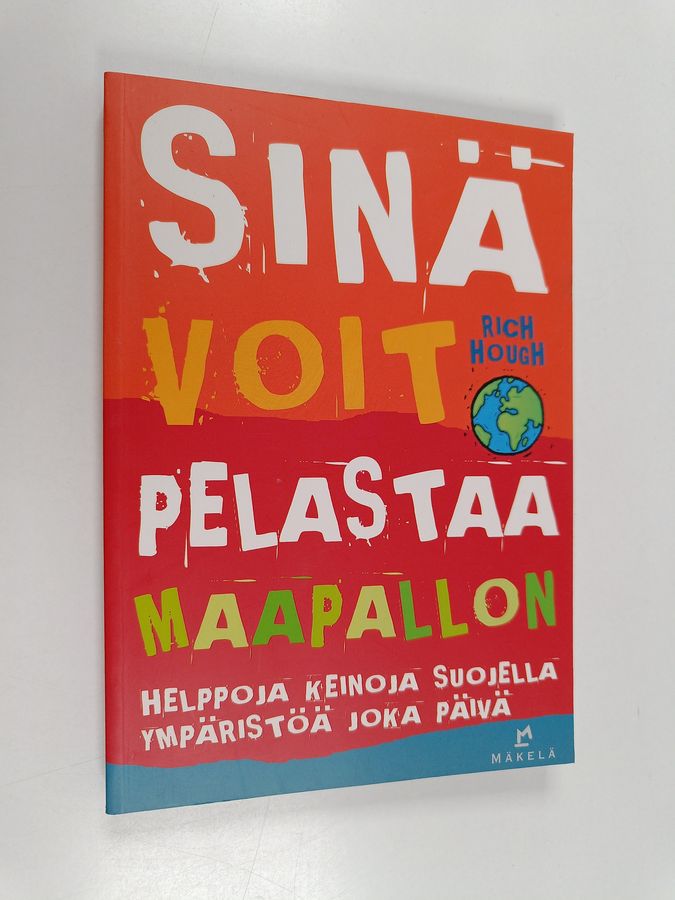 SINÄ
VOIT
RICH
HOUGH
PELASTAA
MAAPALLON
HELPPOJA KEINOJA SUOJELLA
YMPÄRISTÖÄ JOKA PÄIVÄ
M
MÄKELÄ